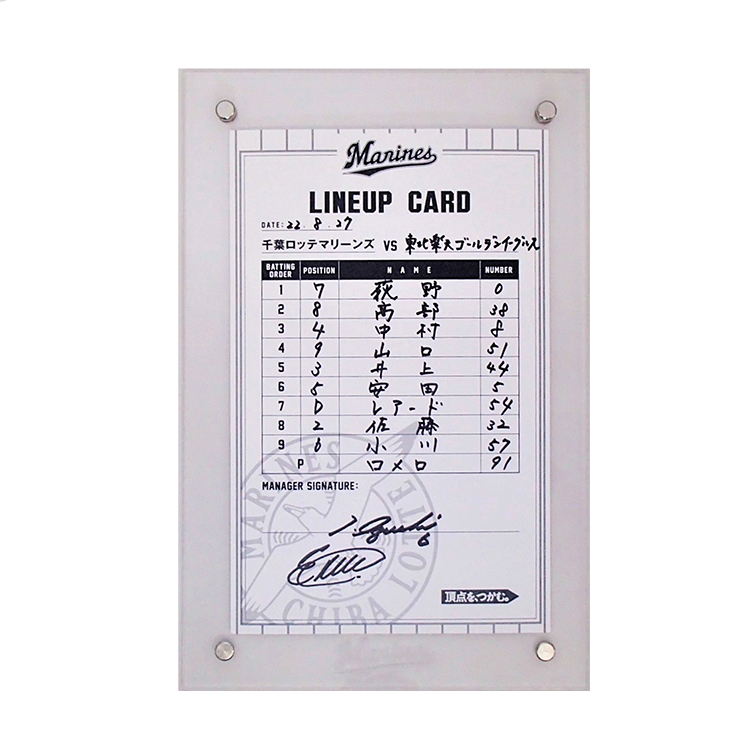 Marines
LINEUP CARD
DATE: 22.8.27
千葉ロッテマリーンズ VS 東北楽天ゴールデンイーグルス
BATTING ORDER POSITION NAME NUMBER
1 7 荻野 0
2 8 高部 38
3 4 中村 8
4 9 山口 51
5 3 井上 44
6 5 安田 5
7 D レアード 54
8 2 佐藤 32
9 6 小川 57
P ロメロ 91
MANAGER SIGNATURE:
6
MARINES
CHIBA LOTTE
頂点を、つかむ。